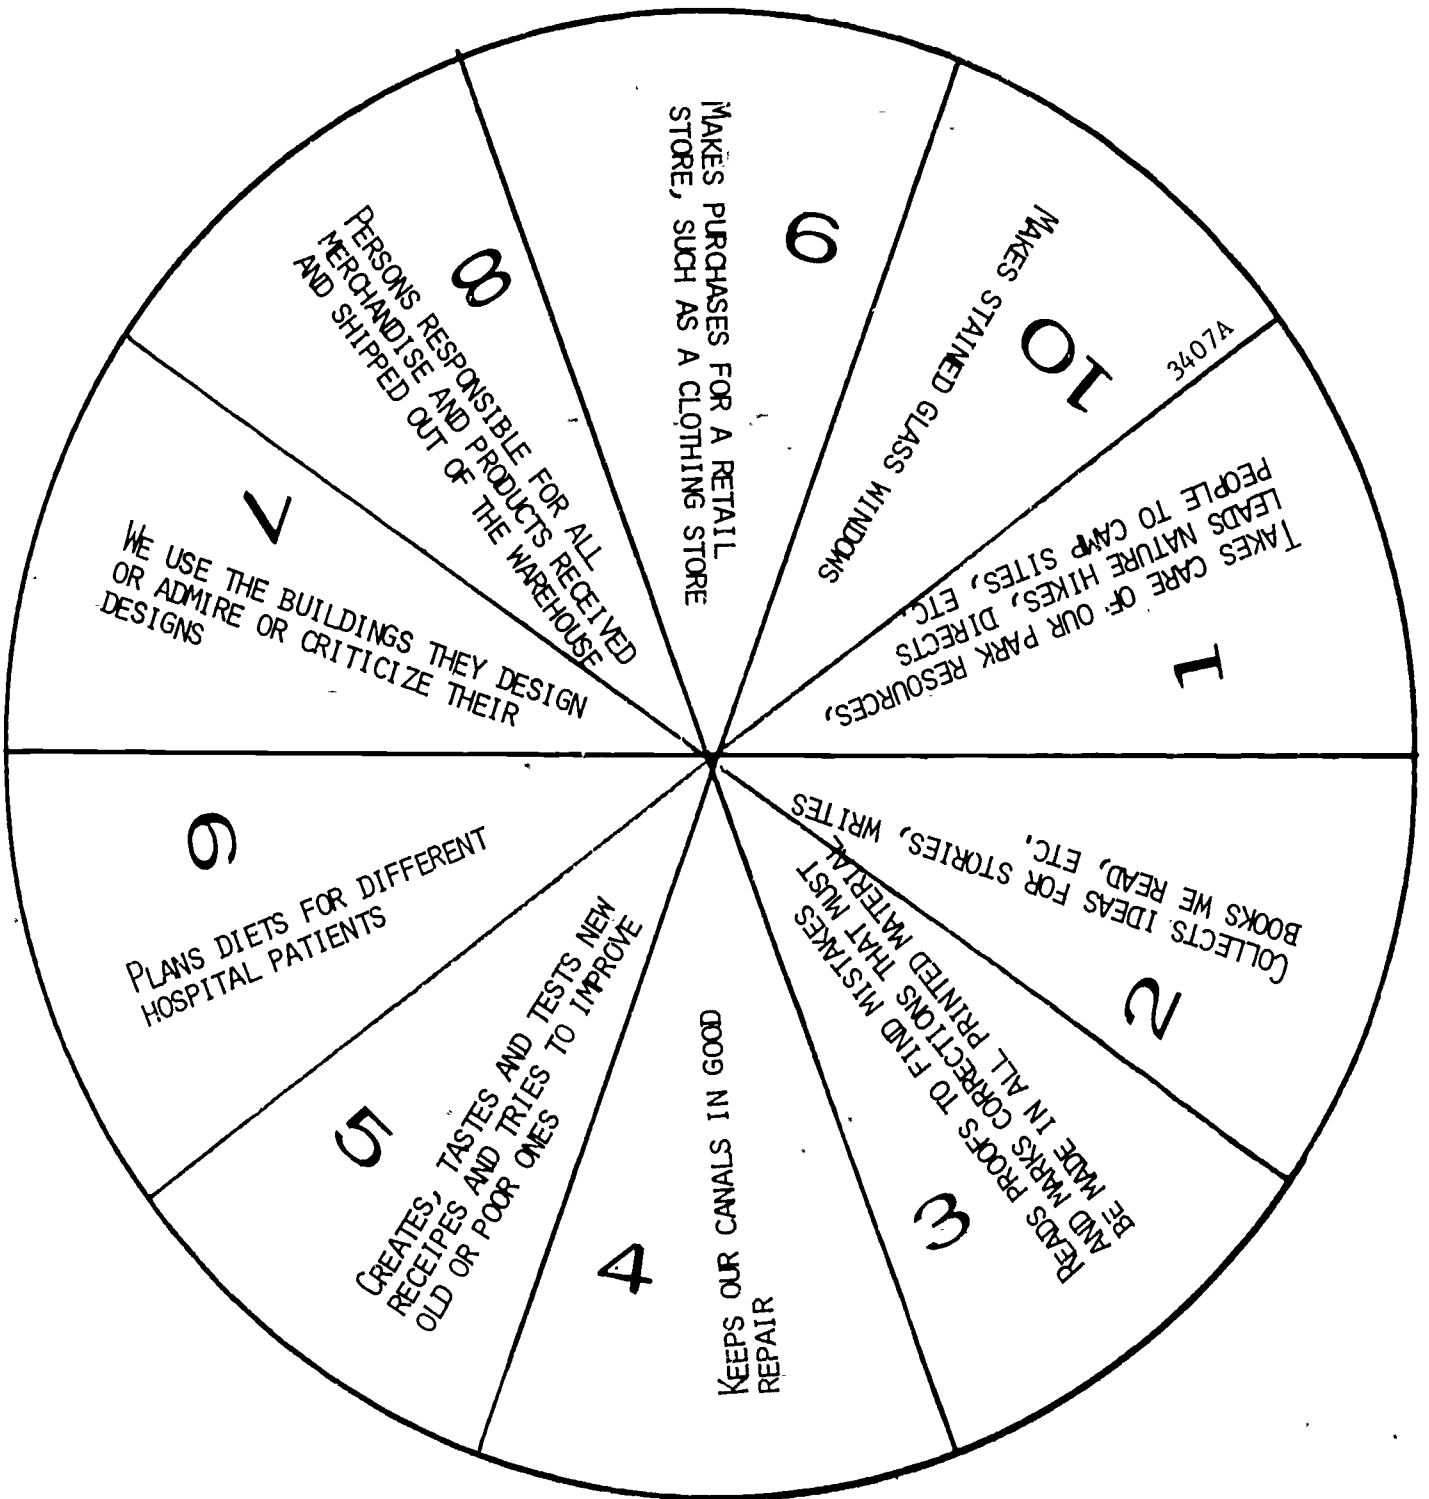 1
TAKES CARE OF OUR PARK RESOURCES,
LEADS NATURE HIKES, DIRECTS
PEOPLE TO CAMP SITES, ETC.
2
COLLECTS IDEAS FOR STORIES, WRITES
BOOKS WE READ, ETC.
3
READS PROOFS TO FIND MISTAKES
AND MARKS CORRECTIONS THAT MUST
BE MADE IN ALL PRINTED MATERIAL
4
KEEPS OUR CANALS IN GOOD
REPAIR
5
CREATES, TASTES AND TESTS NEW
RECEIPES AND TRIES TO IMPROVE
OLD OR POOR ONES
6
PLANS DIETS FOR DIFFERENT
HOSPITAL PATIENTS
7
WE USE THE BUILDINGS THEY DESIGN
OR ADMIRE OR CRITICIZE THEIR
DESIGNS
8
PERSONS RESPONSIBLE FOR ALL
MERCHANDISE AND PRODUCTS RECEIVED
AND SHIPPED OUT OF THE WAREHOUSE
9
MAKES PURCHASES FOR A RETAIL
STORE, SUCH AS A CLOTHING STORE
10
MAKES STAINED GLASS WINDOWS
3407A